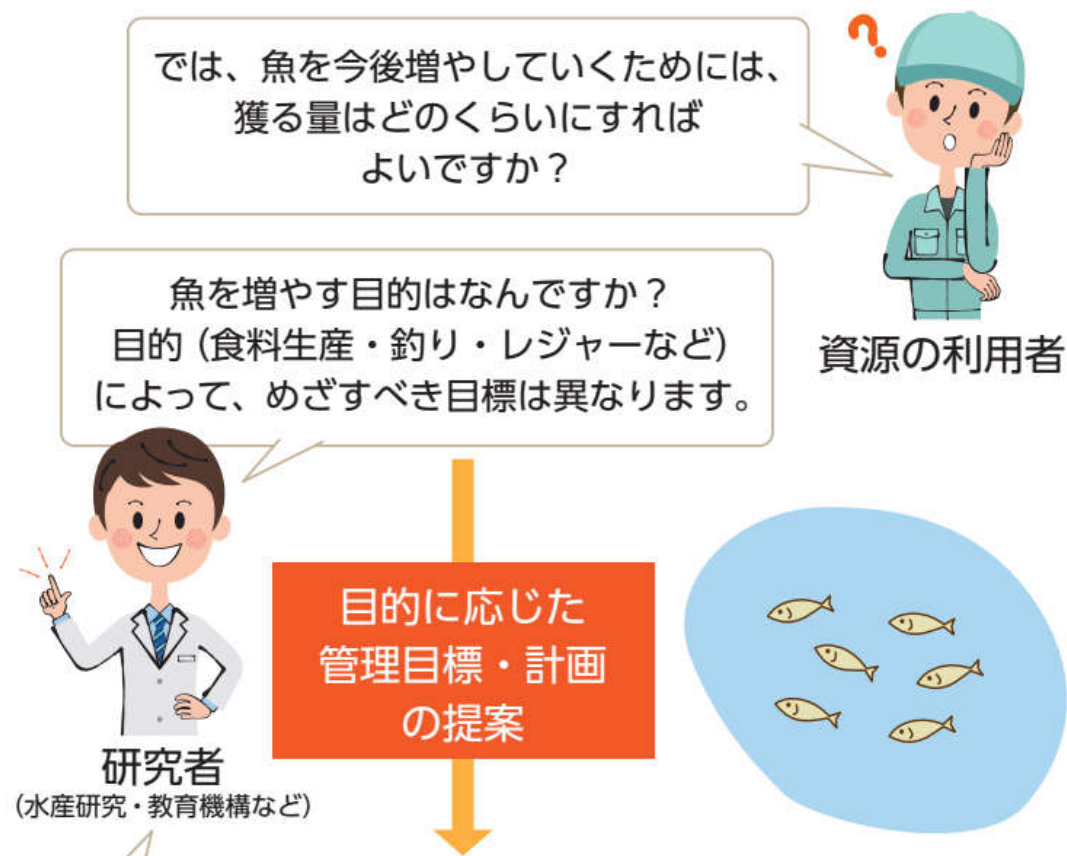 では、魚を今後増やしていくためには、
獲る量はどのくらいにすれば
よいですか?
?
資源の利用者
魚を増やす目的はなんですか?
目的(食料生産・釣り・レジャーなど)
によって、めざすべき目標は異なります。
目的に応じた
管理目標・計画
の提案
研究者
(水産研究・教育機構など)